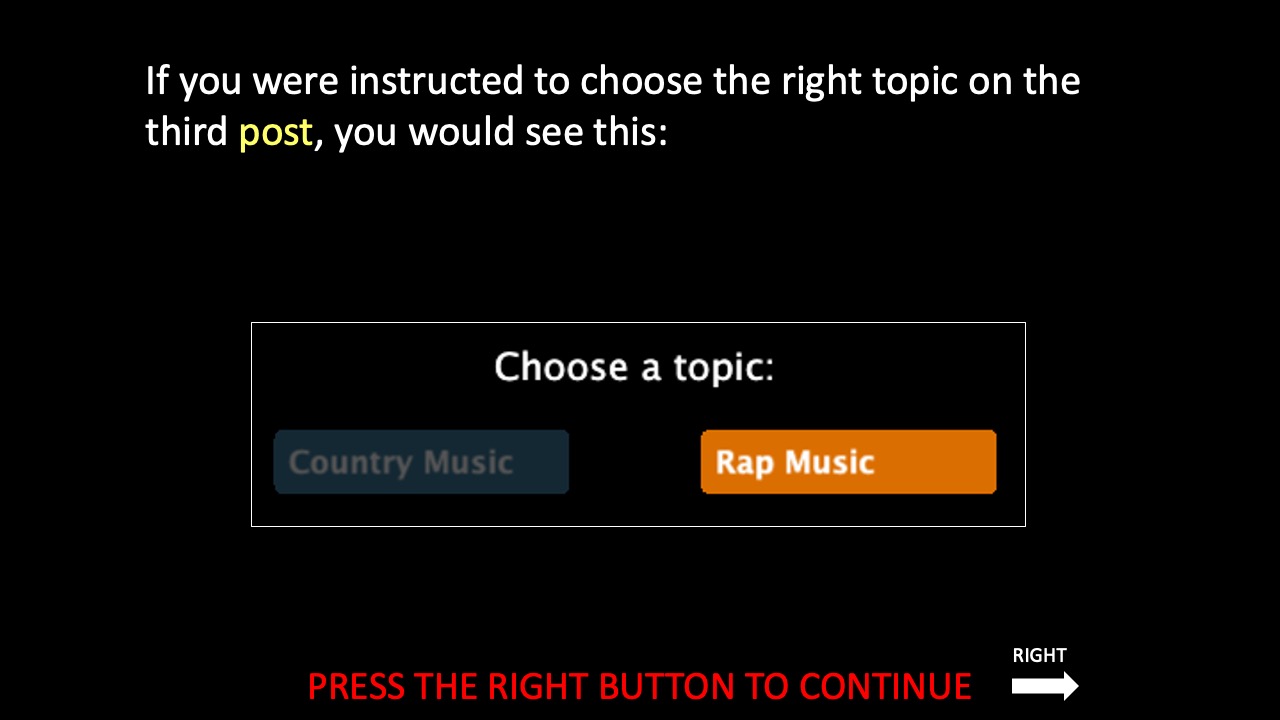 If you were instructed to choose the right topic on the
third post, you would see this:
Choose a topic:
Country Music
Rap Music
RIGHT
PRESS THE RIGHT BUTTON TO CONTINUE